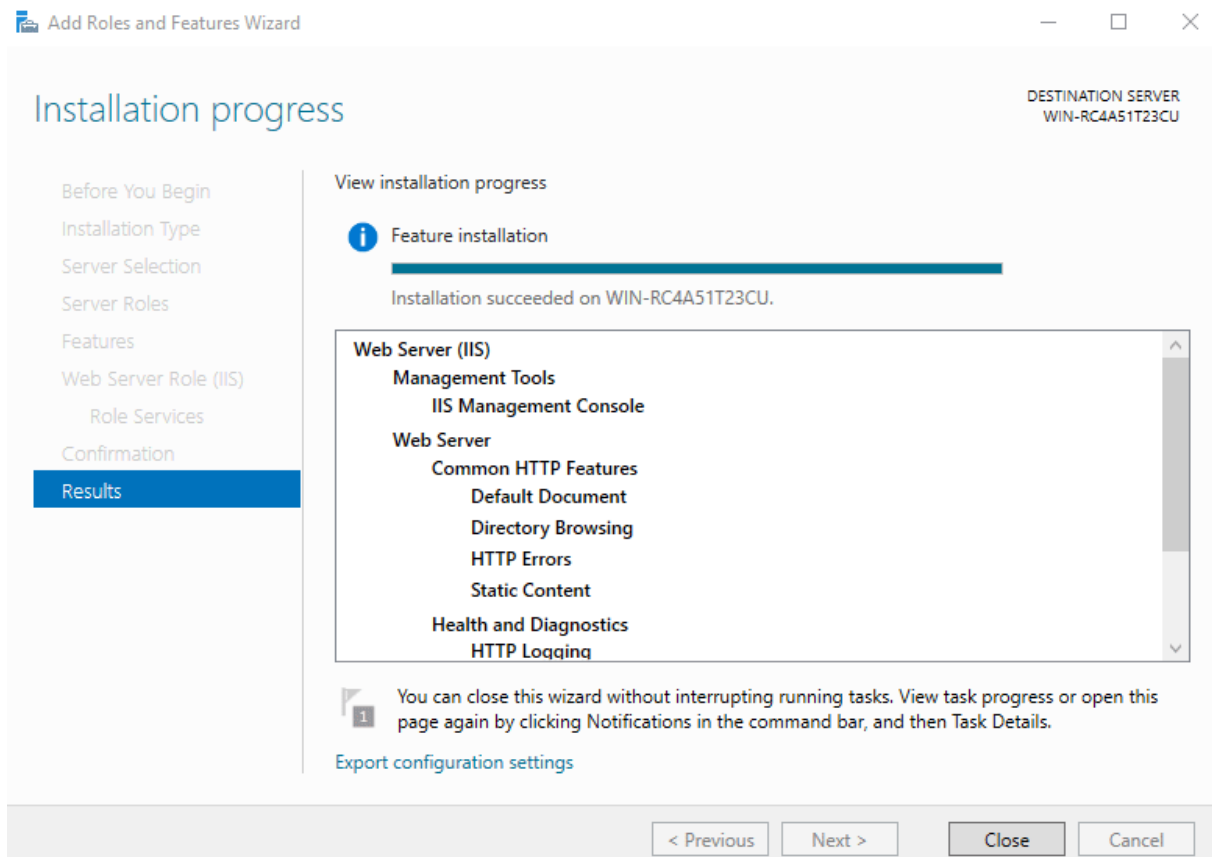 Add Roles and Features Wizard
Installation progress
DESTINATION SERVER
WIN-RC4A51T23CU
Before You Begin
Installation Type
Server Selection
Server Roles
Features
Web Server Role (IIS)
Role Services
Confirmation
Results
View installation progress
Feature installation
Installation succeeded on WIN-RC4A51T23CU.
Web Server (IIS)
Management Tools
IIS Management Console
Web Server
Common HTTP Features
Default Document
Directory Browsing
HTTP Errors
Static Content
Health and Diagnostics
HTTP Logging
1
You can close this wizard without interrupting running tasks. View task progress or open this
page again by clicking Notifications in the command bar, and then Task Details.
Export configuration settings
< Previous
Next >
Close
Cancel